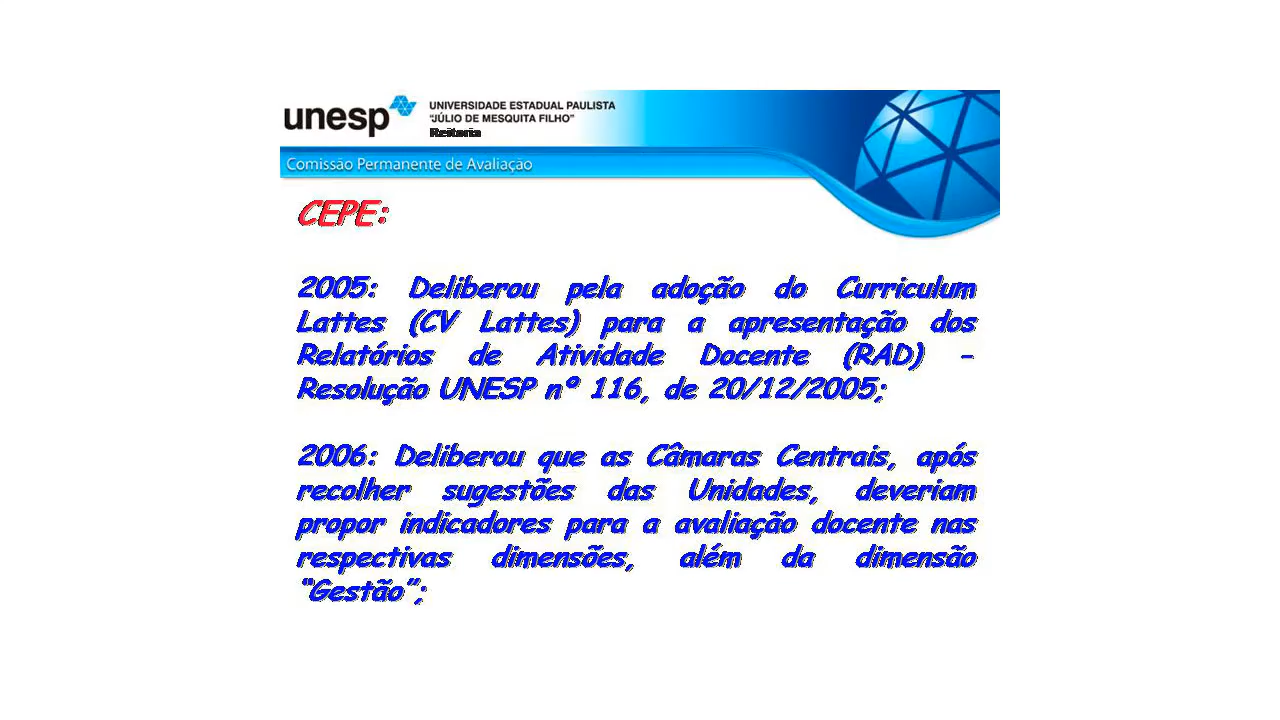 unesp
UNIVERSIDADE ESTADUAL PAULISTA
"JÚLIO DE MESQUITA FILHO"
Reitoria
Comissão Permanente de Avaliação
CEPE:
2005: Deliberou pela adoção do Curriculum
Lattes (CV Lattes) para a apresentação dos
Relatórios de Atividade Docente (RAD) -
Resolução UNESP nº 116, de 20/12/2005;
2006: Deliberou que as Câmaras Centrais, após
recolher sugestões das Unidades, deveriam
propor indicadores para a avaliação docente nas
respectivas dimensões, além da dimensão
"Gestão";